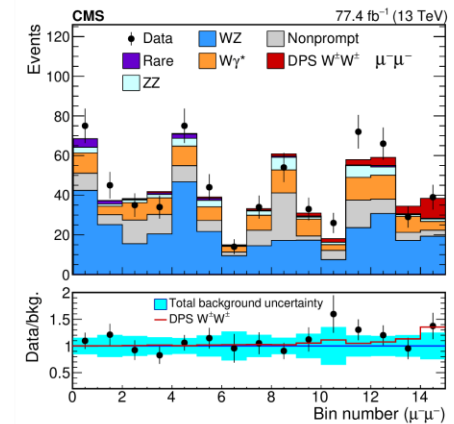 CMS 77.4 fb⁻¹ (13 TeV)
Events
120
100
80
60
40
20
0
Data WZ Nonprompt
Rare Wγ* DPS W±W± μ⁻μ⁻
ZZ
Data/bkg.
2
1.5
1
0.5
Total background uncertainty
DPS W±W±
0 2 4 6 8 10 12 14
Bin number (μ⁻μ⁻)